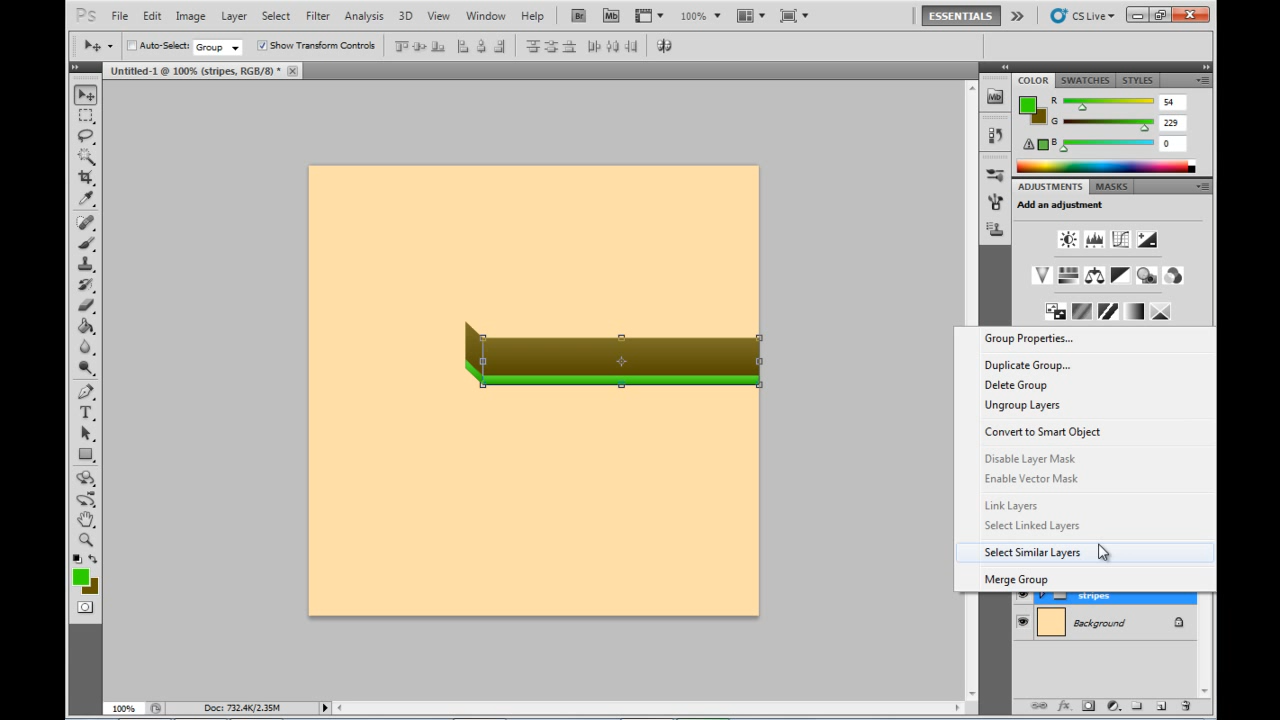 Ps File Edit Image Layer Select Filter Analysis 3D View Window Help Br Mb 100% ESSENTIALS CS Live
Auto-Select: Group Show Transform Controls
Untitled-1 @ 100% (stripes, RGB/8) *
Mb
COLOR SWATCHES STYLES
R 54
G 229
B 0
ADJUSTMENTS MASKS
Add an adjustment
Group Properties...
Duplicate Group...
Delete Group
Ungroup Layers
Convert to Smart Object
Disable Layer Mask
Enable Vector Mask
Link Layers
Select Linked Layers
Select Similar Layers
Merge Group
stripes
Background
T
fx
100% Doc: 732.4K/2.35M